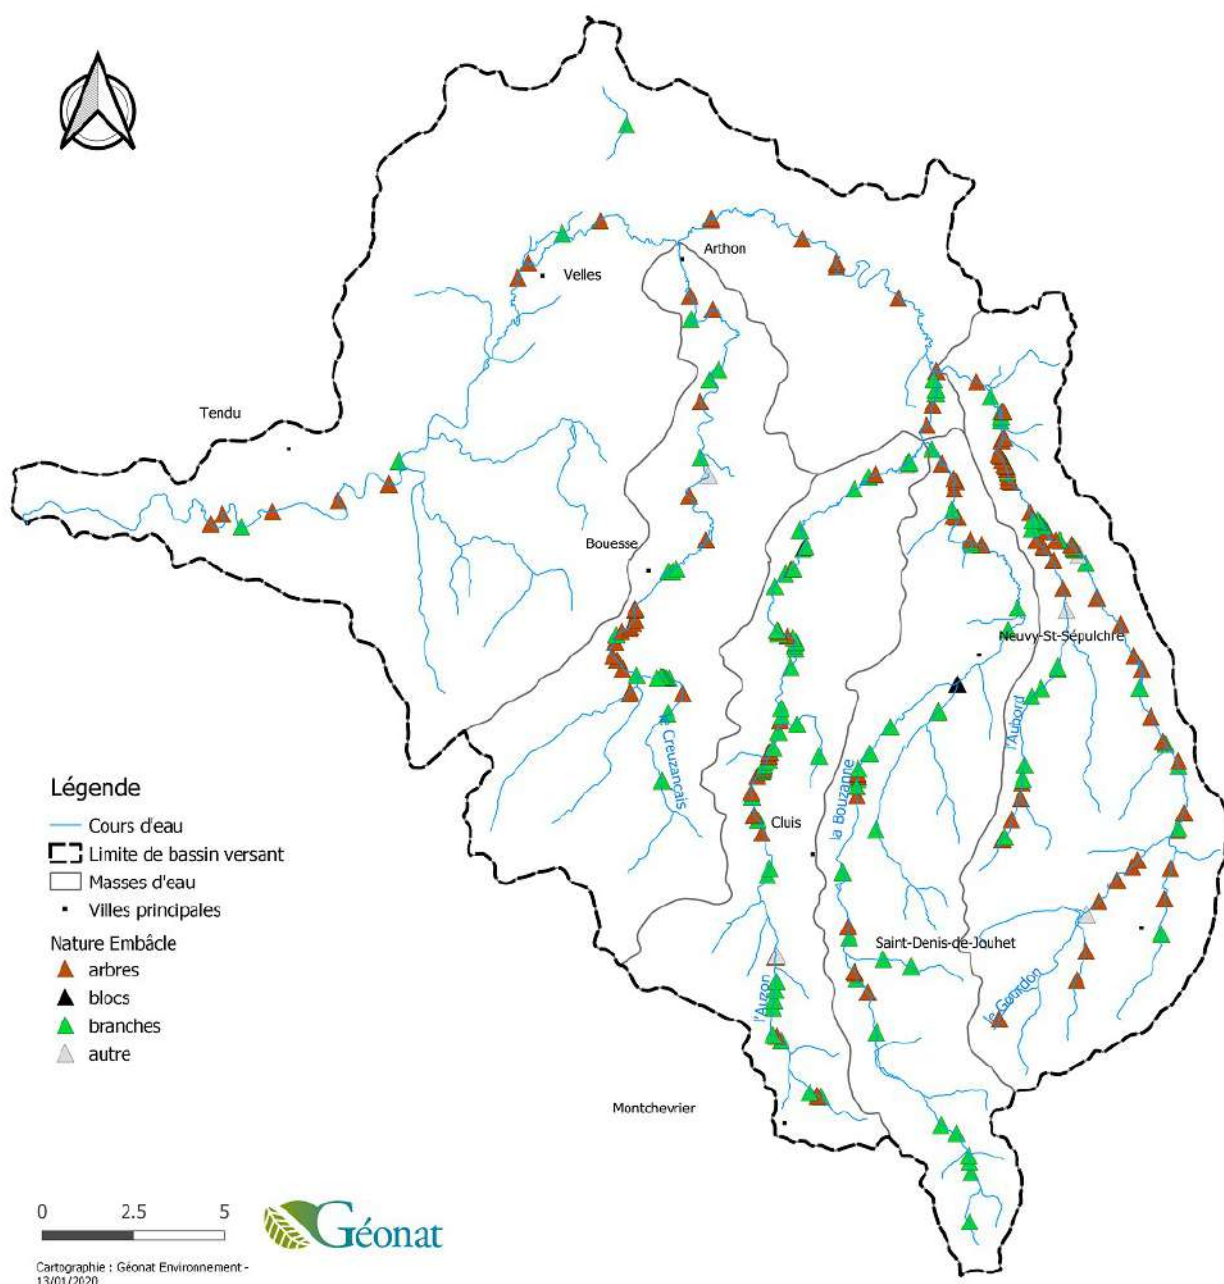 Arthon
Velles
Tendu
Bouesse
Neuvy-St-Sépulchre
l'Aubord
le Creuzançais
la Bouzanne
Cluis
Saint-Denis-de-Jouhet
l'Auzon
le Gourdon
Montchevrier
Légende
Cours d'eau
Limite de bassin versant
Masses d'eau
Villes principales
Nature Embâcle
arbres
blocs
branches
autre
0 2.5 5
Géonat
Cartographie : Géonat Environnement -
13/01/2020